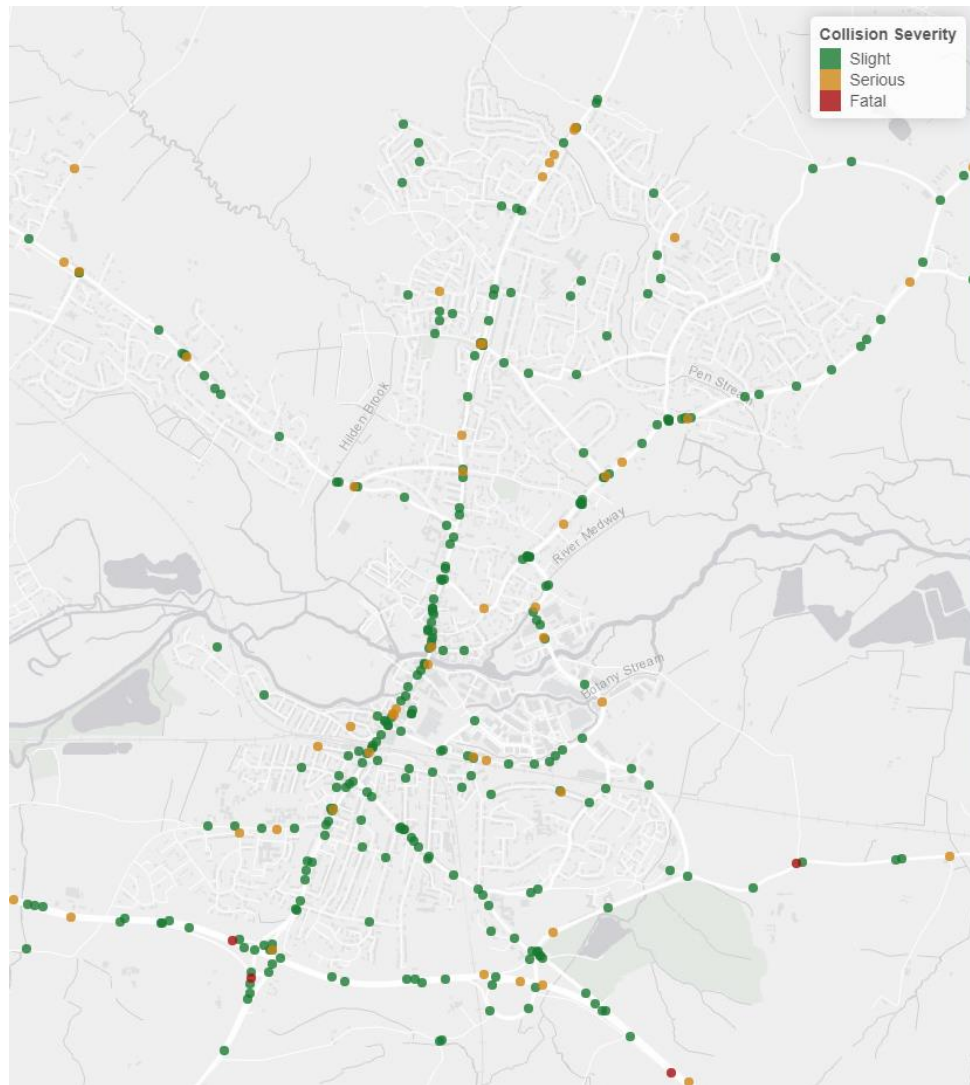 Collision Severity
Slight
Serious
Fatal
Pen Stream
Hilden Brook
River Medway
Botany Stream